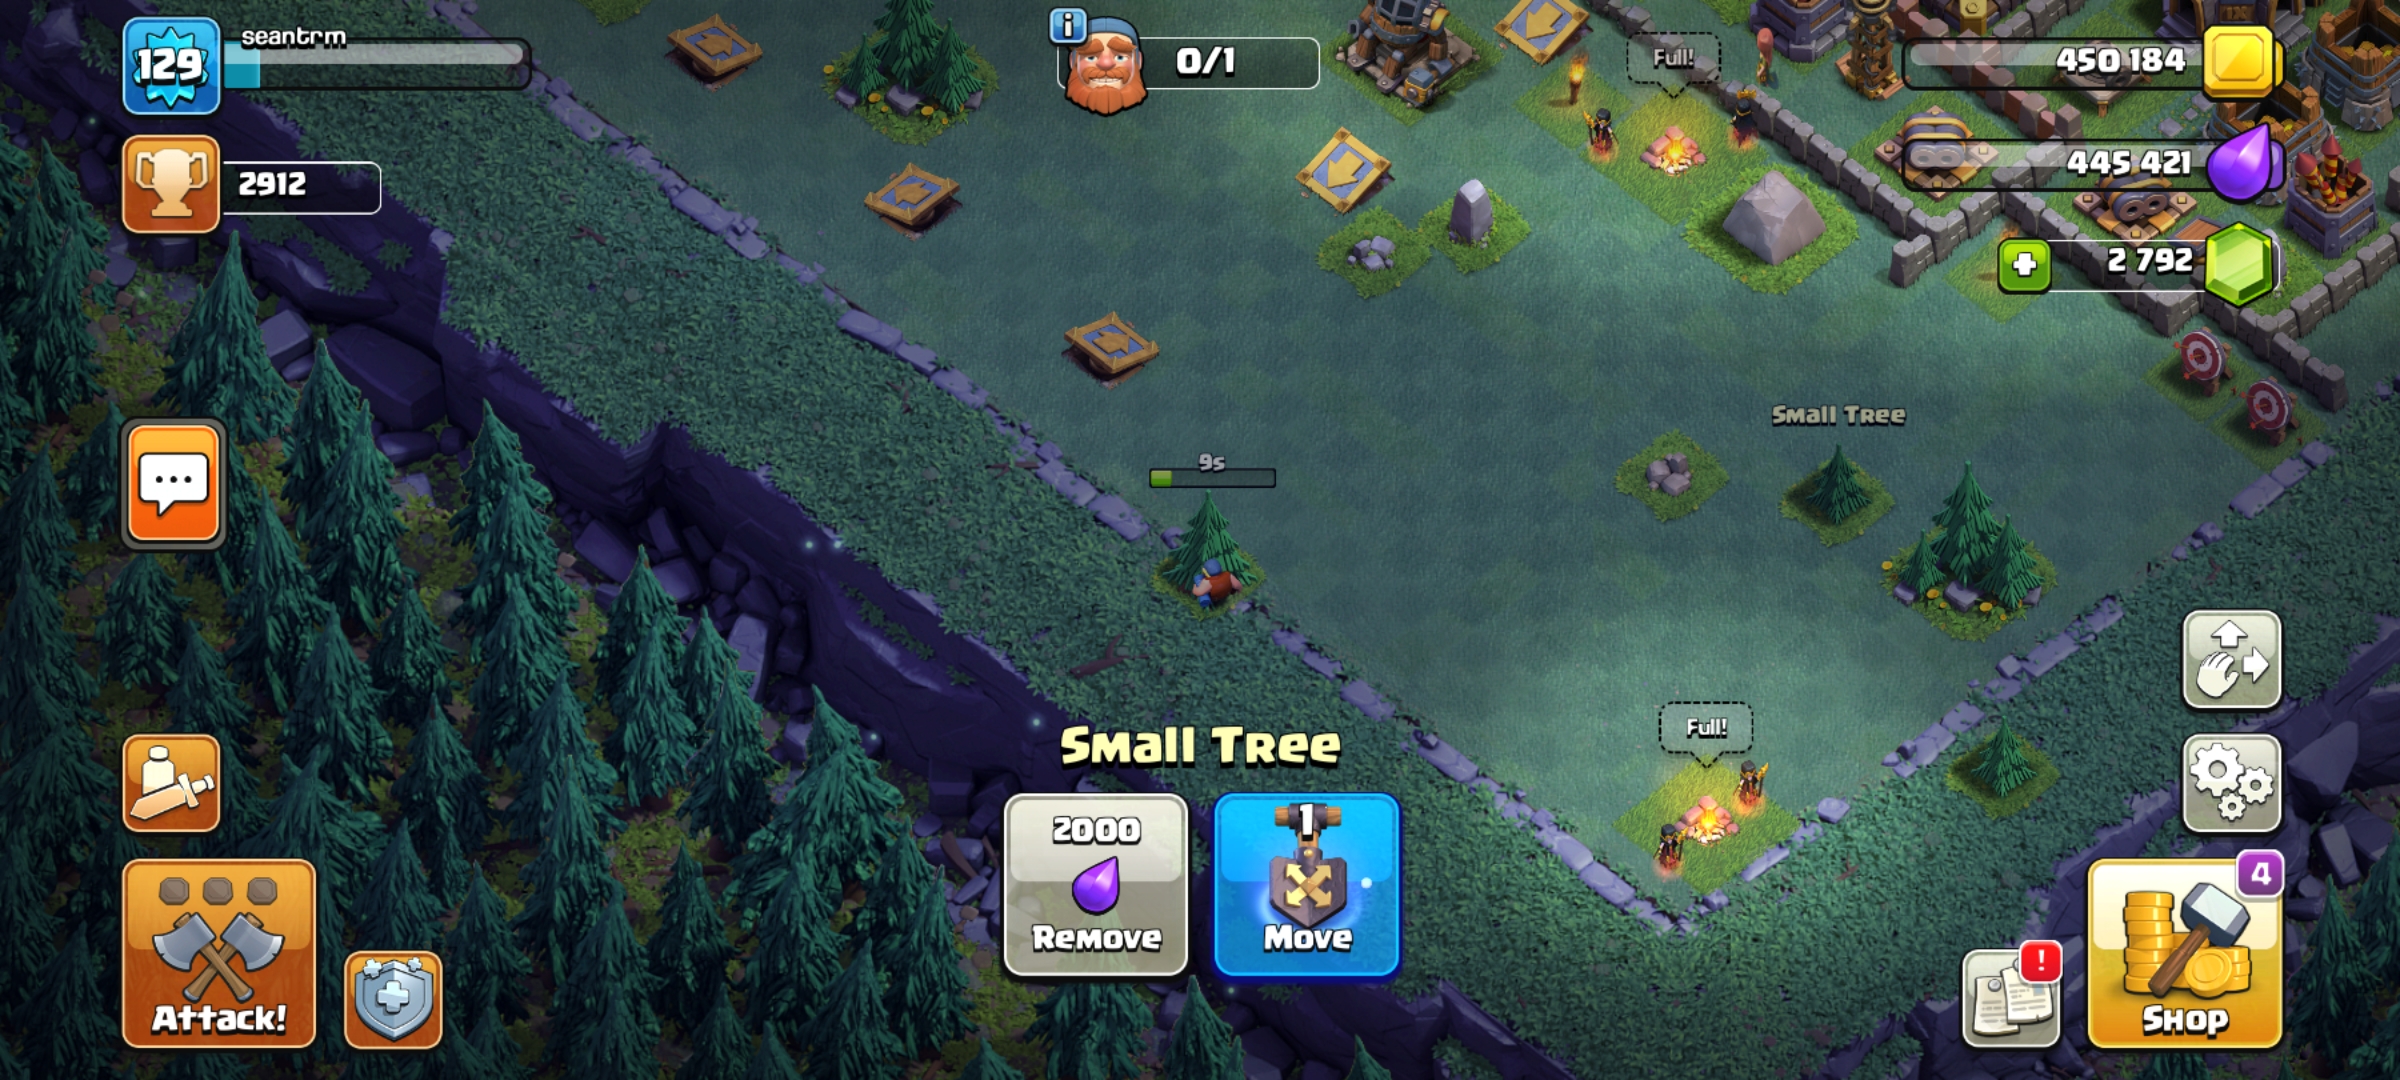 129
seantrm
i
0/1
Full!
450 184
2912
445 421
2 792
Small Tree
9s
Full!
Small Tree
2000
Remove
1
Move
Attack!
4
!
Shop